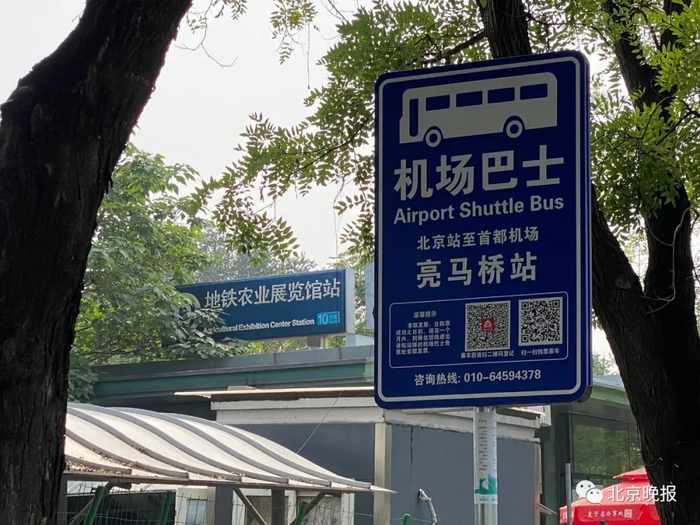 机场巴士
Airport Shuttle Bus
北京站至首都机场
亮马桥站
温馨提示
乘车前请扫二维码登记
扫一扫购票乘车
咨询热线: 010-64594378
地铁农业展览馆站
ricultural Exhibition Center Station
10
北京晚报